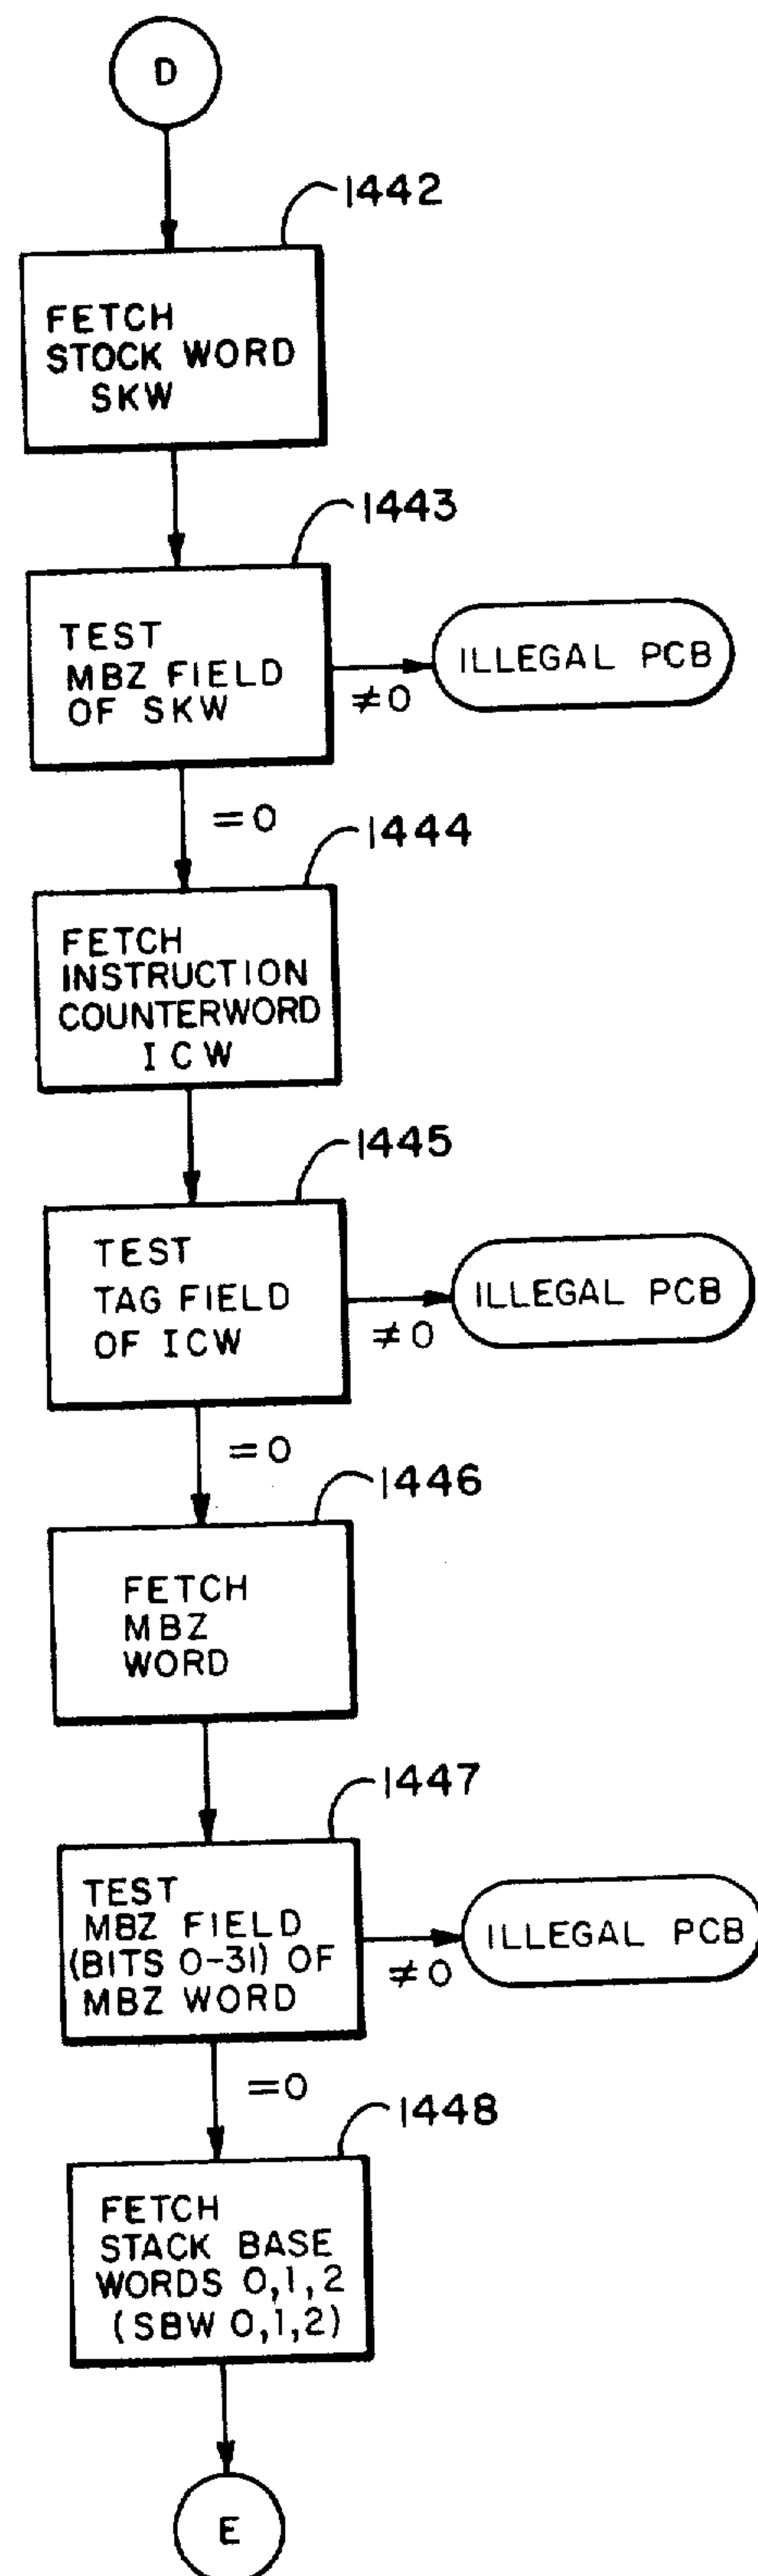 D
1442
FETCH
STOCK WORD
SKW
1443
TEST
MBZ FIELD
OF SKW
≠0
ILLEGAL PCB
=0
1444
FETCH
INSTRUCTION
COUNTERWORD
ICW
1445
TEST
TAG FIELD
OF ICW
≠0
ILLEGAL PCB
=0
1446
FETCH
MBZ
WORD
1447
TEST
MBZ FIELD
(BITS 0-31) OF
MBZ WORD
≠0
ILLEGAL PCB
=0
1448
FETCH
STACK BASE
WORDS 0,1,2
(SBW 0,1,2)
E